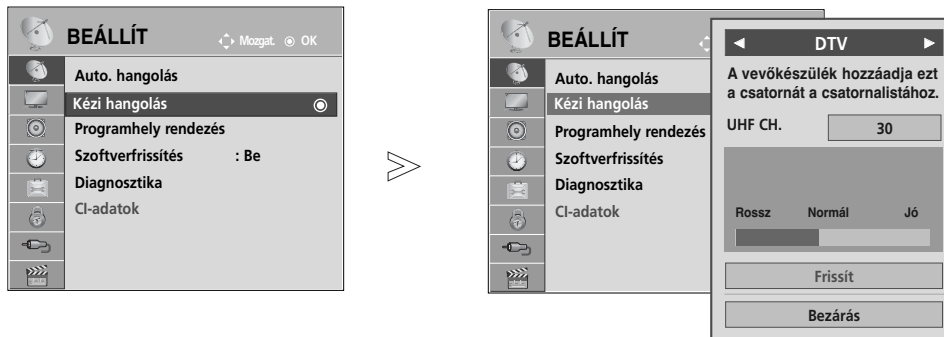 BEÁLLÍT
Mozgat. OK
Auto. hangolás
Kézi hangolás
Programhely rendezés
Szoftverfrissítés : Be
Diagnosztika
CI-adatok
BEÁLLÍT
Auto. hangolás
Kézi hangolás
Programhely rendezés
Szoftverfrissítés
Diagnosztika
CI-adatok
◄ DTV ►
A vevőkészülék hozzáadja ezt
a csatornát a csatornalistához.
UHF CH. 30
Rossz Normál Jó
Frissít
Bezárás